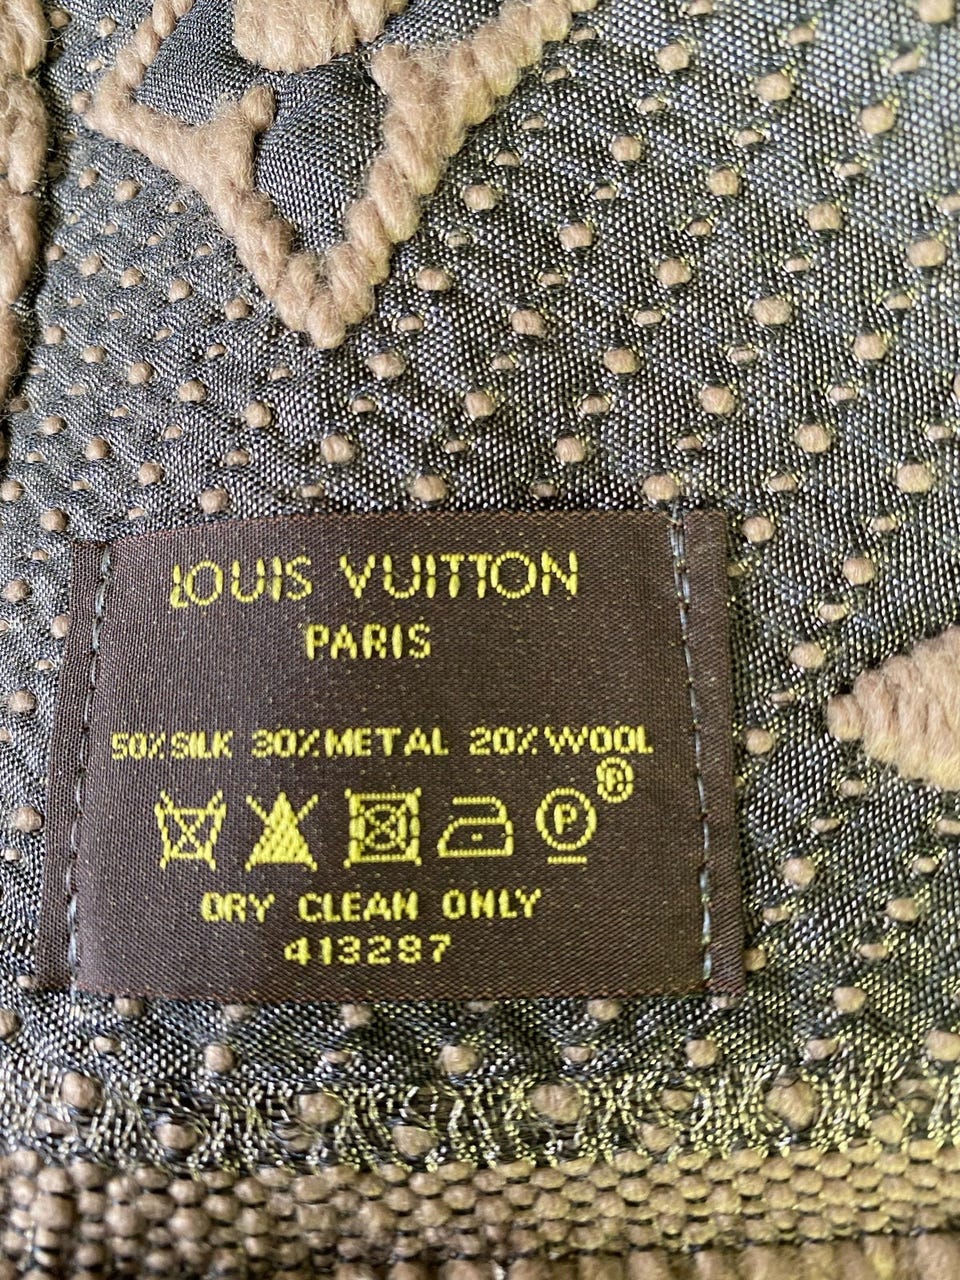 LOUIS VUITTON
PARIS
50%SILK 30%METAL 20%WOOL
P ®
DRY CLEAN ONLY
413287